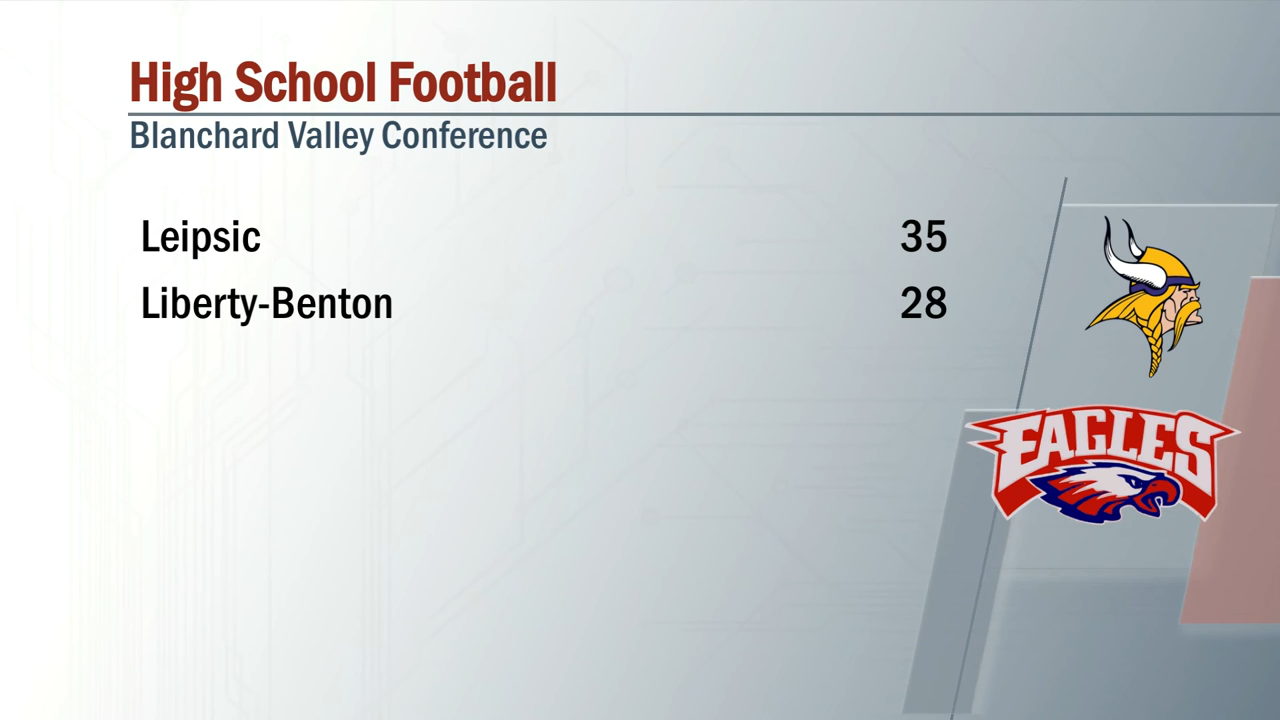 High School Football
Blanchard Valley Conference
Leipsic 35
Liberty-Benton 28
EAGLES